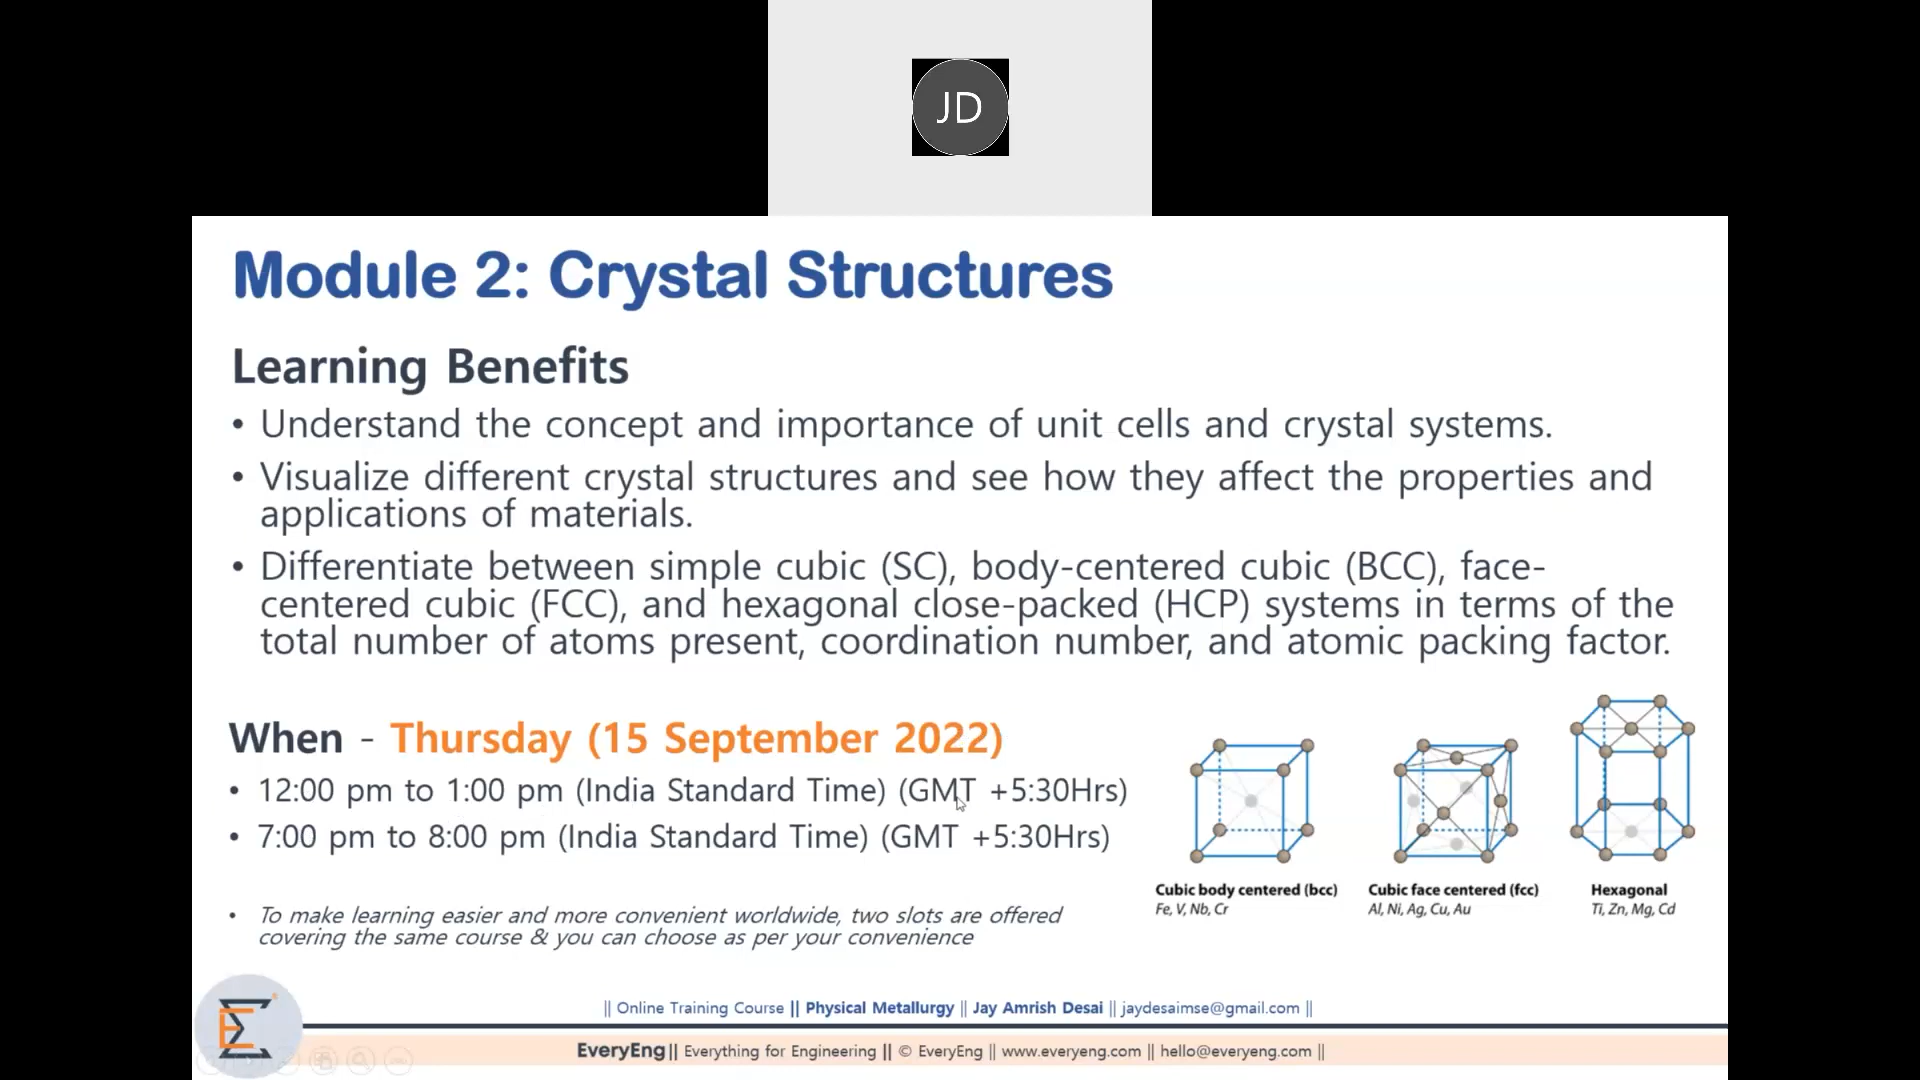 JD
Module 2: Crystal Structures
Learning Benefits
• Understand the concept and importance of unit cells and crystal systems.
• Visualize different crystal structures and see how they affect the properties and
applications of materials.
• Differentiate between simple cubic (SC), body-centered cubic (BCC), face-
centered cubic (FCC), and hexagonal close-packed (HCP) systems in terms of the
total number of atoms present, coordination number, and atomic packing factor.
When - Thursday (15 September 2022)
• 12:00 pm to 1:00 pm (India Standard Time) (GMT +5:30Hrs)
• 7:00 pm to 8:00 pm (India Standard Time) (GMT +5:30Hrs)
• To make learning easier and more convenient worldwide, two slots are offered
covering the same course & you can choose as per your convenience
Cubic body centered (bcc)
Fe, V, Nb, Cr
Cubic face centered (fcc)
Al, Ni, Ag, Cu, Au
Hexagonal
Ti, Zn, Mg, Cd
|| Online Training Course || Physical Metallurgy || Jay Amrish Desai || jaydesaimse@gmail.com ||
EveryEng || Everything for Engineering || © EveryEng || www.everyeng.com || hello@everyeng.com ||